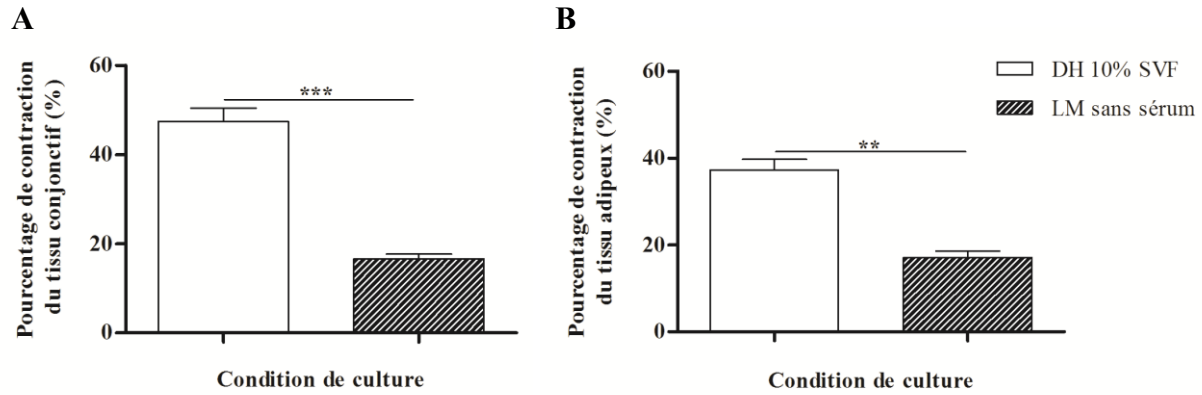 A
Pourcentage de contraction
du tissu conjonctif (%)
60
40
20
0
***
Condition de culture
B
Pourcentage de contraction
du tissu adipeux (%)
60
40
20
0
**
Condition de culture
DH 10% SVF
LM sans sérum